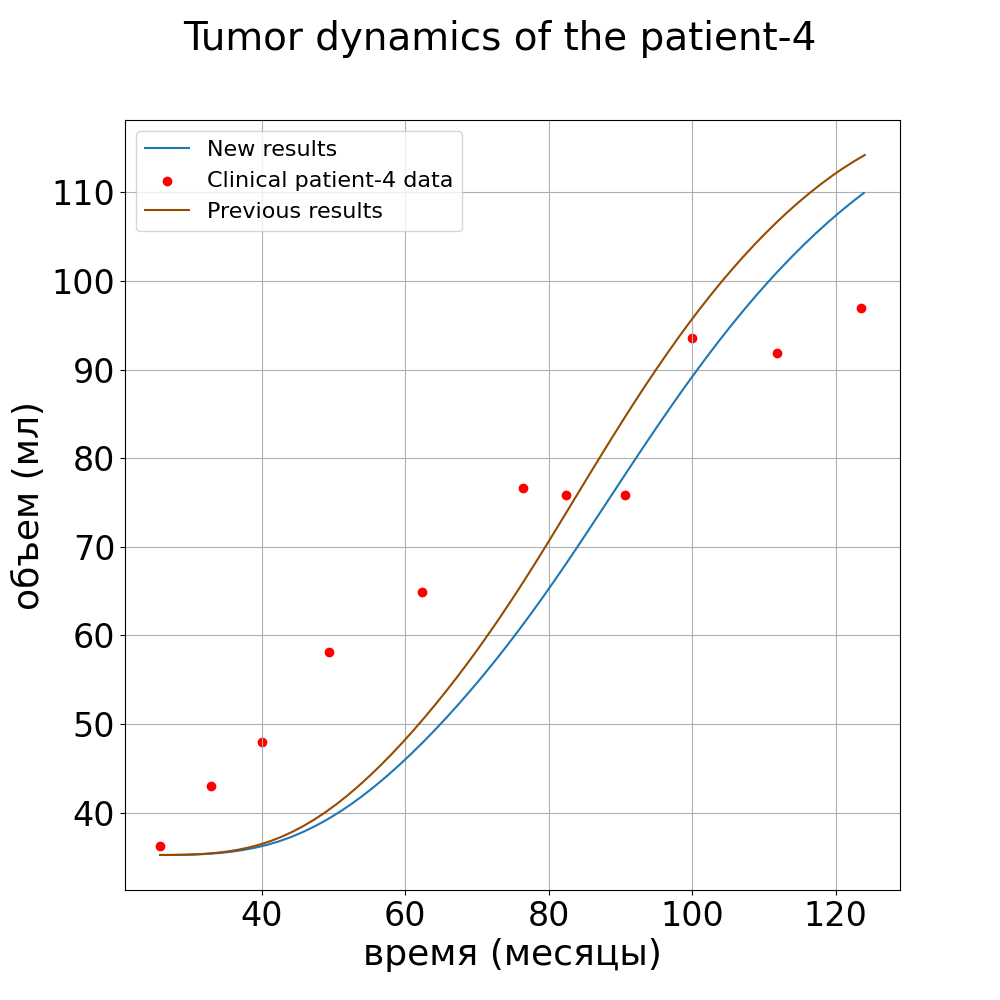 Tumor dynamics of the patient-4
New results
Clinical patient-4 data
Previous results
110
100
90
80
70
60
50
40
объем (мл)
40 60 80 100 120
время (месяцы)